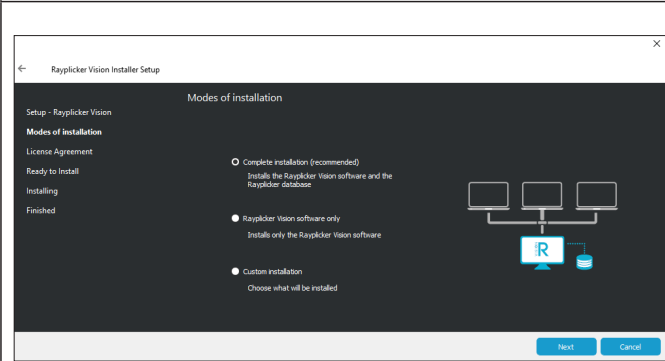 Rayplicker Vision Installer Setup
Modes of installation
Setup - Rayplicker Vision
Modes of installation
License Agreement
Ready to Install
Installing
Finished
Complete installation (recommended)
Installs the Rayplicker Vision software and the
Rayplicker database
Rayplicker Vision software only
Installs only the Rayplicker Vision software
Custom installation
Choose what will be installed
R
Next
Cancel